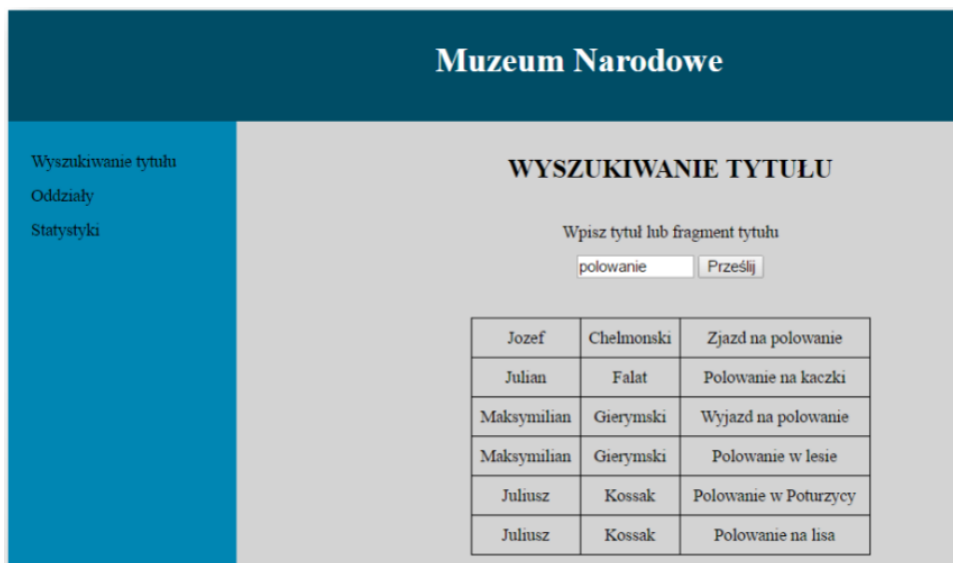 Muzeum Narodowe
Wyszukiwanie tytułu
Oddziały
Statystyki
WYSZUKIWANIE TYTUŁU
Wpisz tytuł lub fragment tytułu
polowanie Prześlij
Jozef Chelmonski Zjazd na polowanie
Julian Falat Polowanie na kaczki
Maksymilian Gierymski Wyjazd na polowanie
Maksymilian Gierymski Polowanie w lesie
Juliusz Kossak Polowanie w Poturzycy
Juliusz Kossak Polowanie na lisa